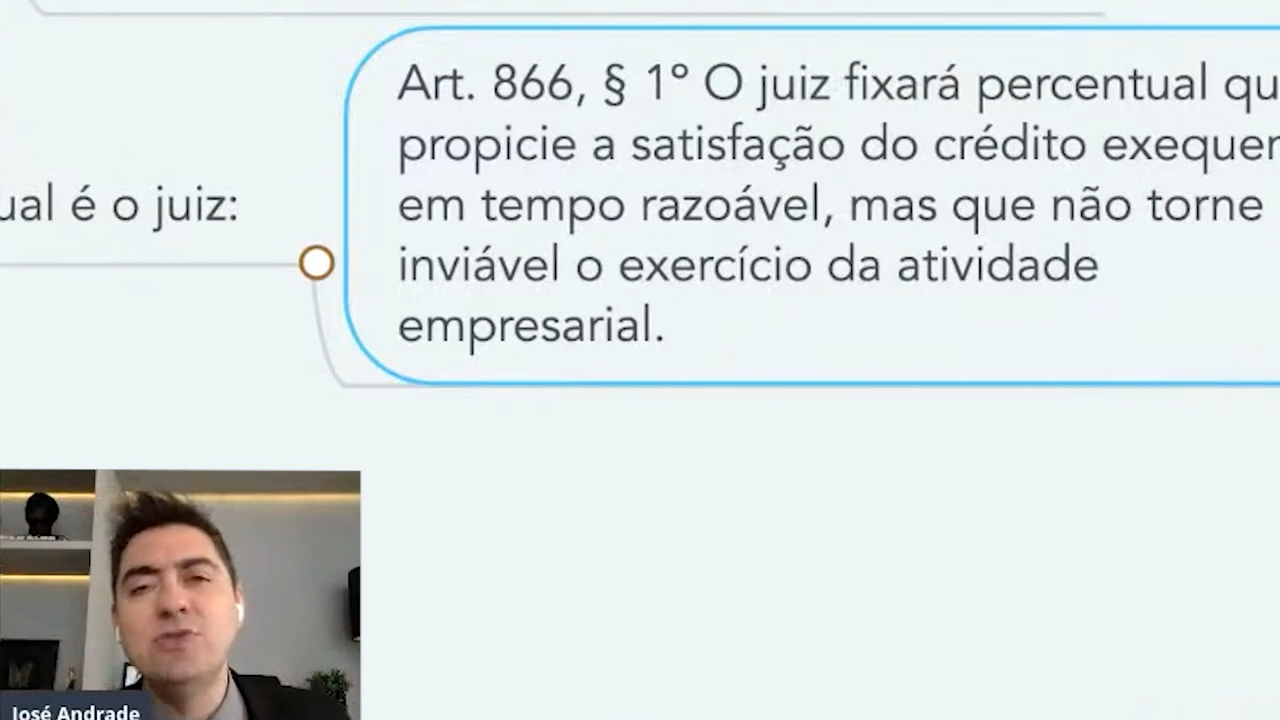 Art. 866, § 1º O juiz fixará percentual qu
propicie a satisfação do crédito exequen
ual é o juiz:
em tempo razoável, mas que não torne
inviável o exercício da atividade
empresarial.
José Andrade